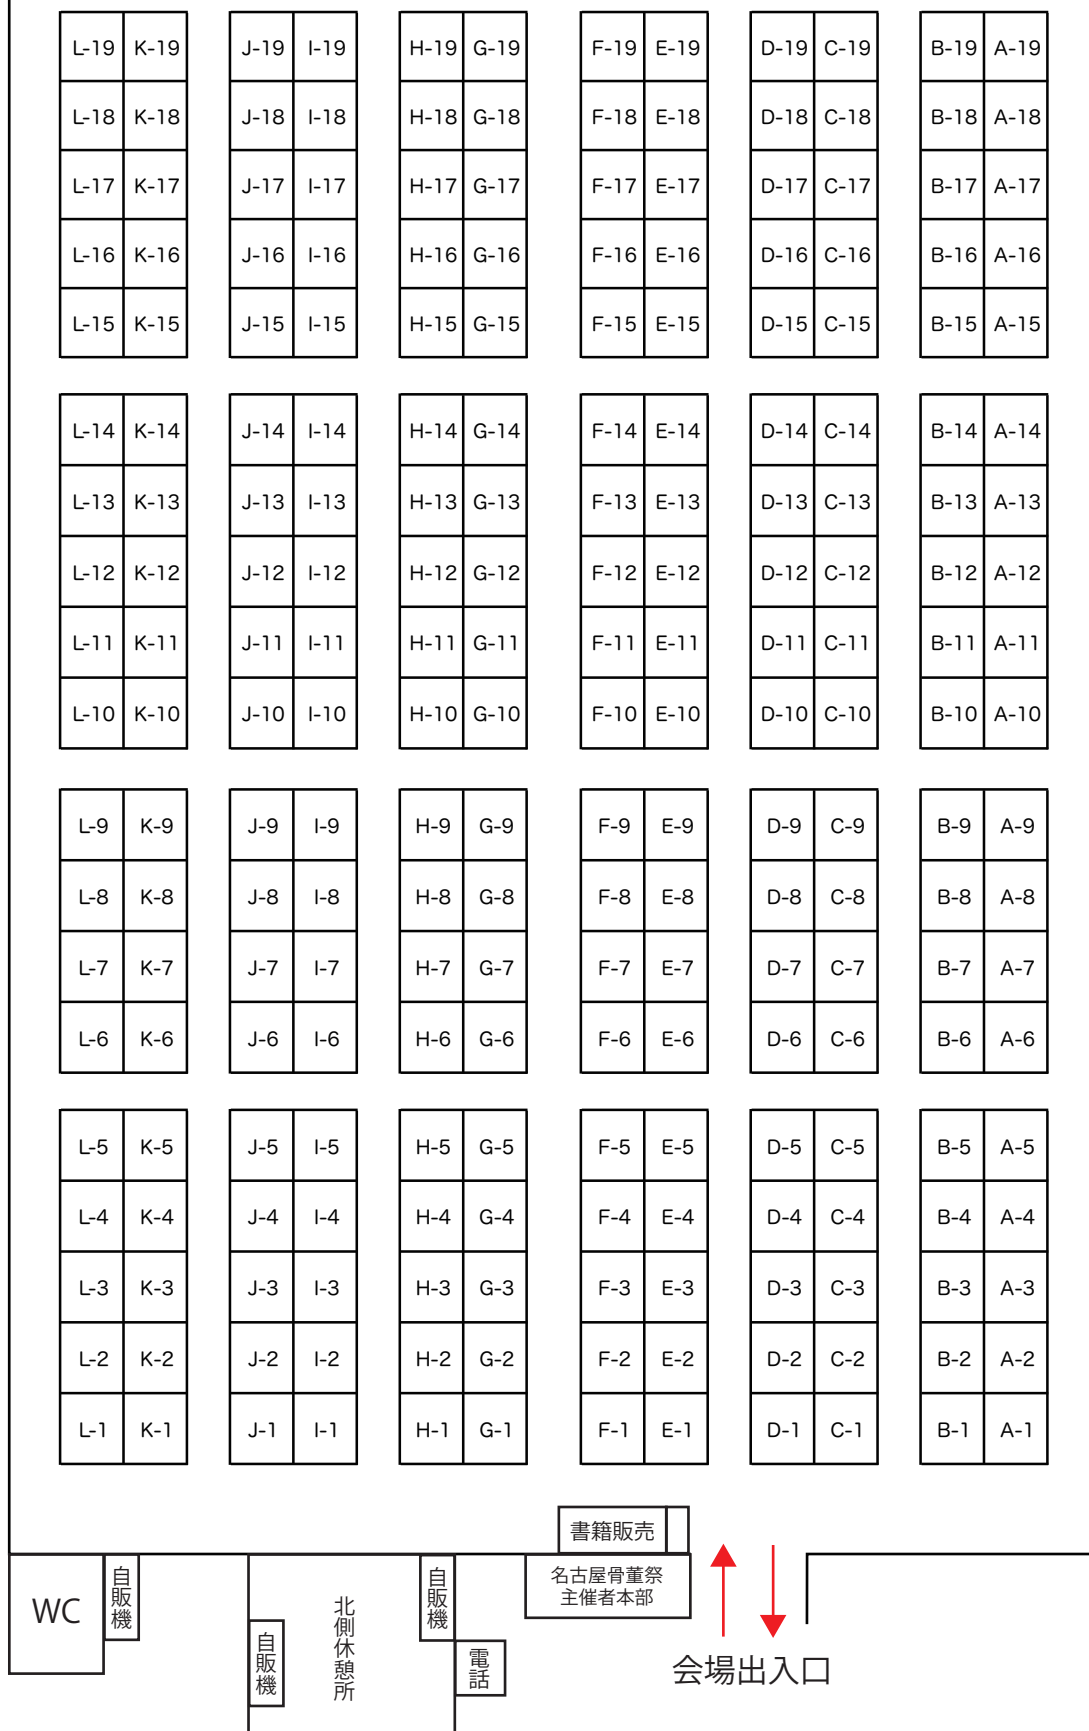 L-19 K-19 J-19 I-19 H-19 G-19 F-19 E-19 D-19 C-19 B-19 A-19
L-18 K-18 J-18 I-18 H-18 G-18 F-18 E-18 D-18 C-18 B-18 A-18
L-17 K-17 J-17 I-17 H-17 G-17 F-17 E-17 D-17 C-17 B-17 A-17
L-16 K-16 J-16 I-16 H-16 G-16 F-16 E-16 D-16 C-16 B-16 A-16
L-15 K-15 J-15 I-15 H-15 G-15 F-15 E-15 D-15 C-15 B-15 A-15
L-14 K-14 J-14 I-14 H-14 G-14 F-14 E-14 D-14 C-14 B-14 A-14
L-13 K-13 J-13 I-13 H-13 G-13 F-13 E-13 D-13 C-13 B-13 A-13
L-12 K-12 J-12 I-12 H-12 G-12 F-12 E-12 D-12 C-12 B-12 A-12
L-11 K-11 J-11 I-11 H-11 G-11 F-11 E-11 D-11 C-11 B-11 A-11
L-10 K-10 J-10 I-10 H-10 G-10 F-10 E-10 D-10 C-10 B-10 A-10
L-9 K-9 J-9 I-9 H-9 G-9 F-9 E-9 D-9 C-9 B-9 A-9
L-8 K-8 J-8 I-8 H-8 G-8 F-8 E-8 D-8 C-8 B-8 A-8
L-7 K-7 J-7 I-7 H-7 G-7 F-7 E-7 D-7 C-7 B-7 A-7
L-6 K-6 J-6 I-6 H-6 G-6 F-6 E-6 D-6 C-6 B-6 A-6
L-5 K-5 J-5 I-5 H-5 G-5 F-5 E-5 D-5 C-5 B-5 A-5
L-4 K-4 J-4 I-4 H-4 G-4 F-4 E-4 D-4 C-4 B-4 A-4
L-3 K-3 J-3 I-3 H-3 G-3 F-3 E-3 D-3 C-3 B-3 A-3
L-2 K-2 J-2 I-2 H-2 G-2 F-2 E-2 D-2 C-2 B-2 A-2
L-1 K-1 J-1 I-1 H-1 G-1 F-1 E-1 D-1 C-1 B-1 A-1
書籍販売
名古屋骨董祭
主催者本部
WC
自販機
自販機
北側休憩所
自販機
電話
会場出入口